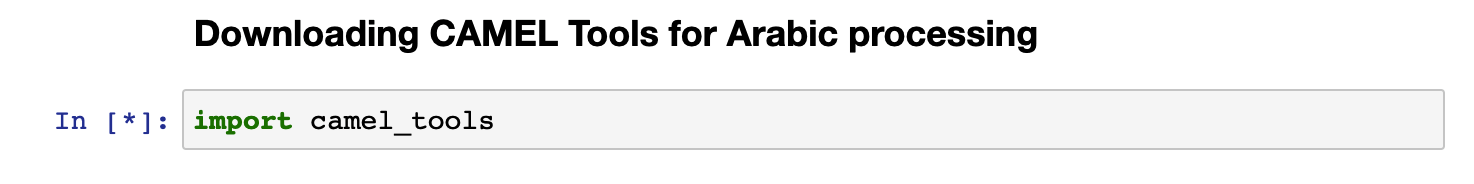 Downloading CAMEL Tools for Arabic processing
In [*]: import camel_tools